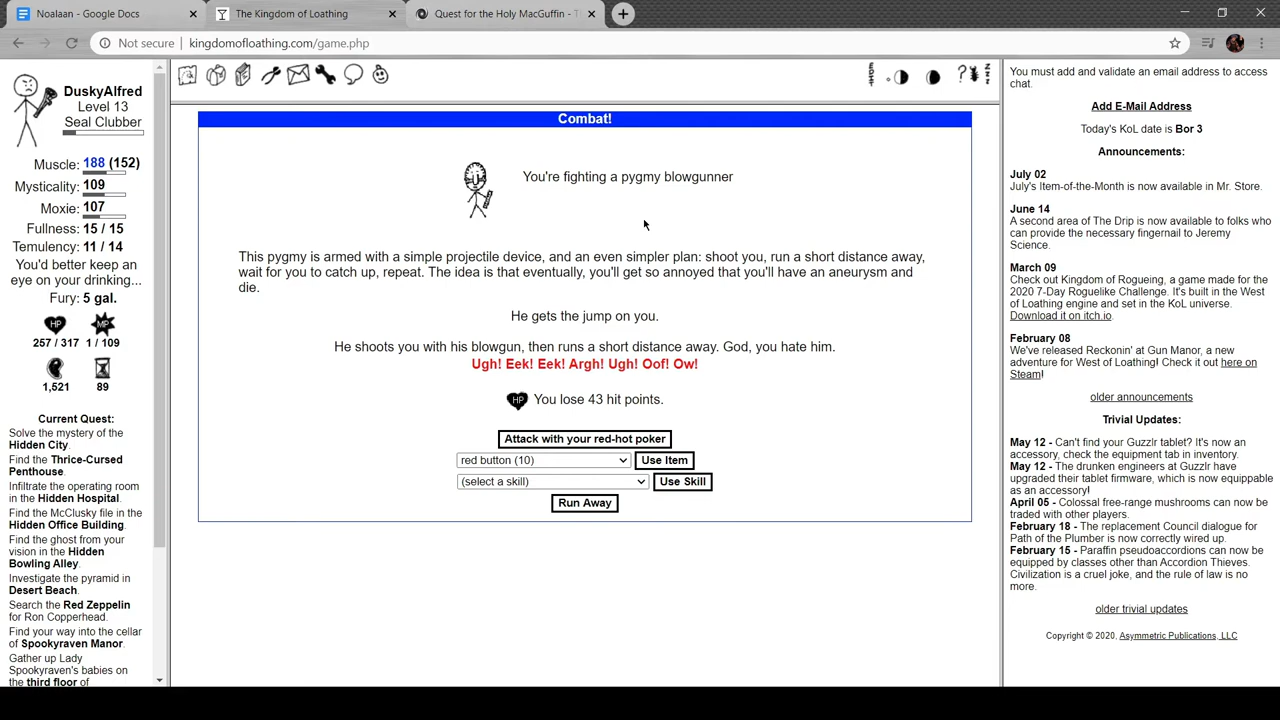 Noalaan - Google Docs
The Kingdom of Loathing
Quest for the Holy MacGuffin - T
Not secure | kingdomofloathing.com/game.php
DuskyAlfred
Level 13
Seal Clubber
Muscle: 188 (152)
Mysticality: 109
Moxie: 107
Fullness: 15 / 15
Temulency: 11 / 14
You'd better keep an
eye on your drinking...
Fury: 5 gal.
HP MP
257 / 317 1 / 109
1,521 89
Current Quest:
Solve the mystery of the
Hidden City.
Find the Thrice-Cursed
Penthouse.
Infiltrate the operating room
in the Hidden Hospital.
Find the McClusky file in the
Hidden Office Building.
Find the ghost from your
vision in the Hidden
Bowling Alley.
Investigate the pyramid in
Desert Beach.
Search the Red Zeppelin
for Ron Copperhead.
Find your way into the cellar
of Spookyraven Manor.
Gather up Lady
Spookyraven's babies on
the third floor of
Combat!
You're fighting a pygmy blowgunner
This pygmy is armed with a simple projectile device, and an even simpler plan: shoot you, run a short distance away,
wait for you to catch up, repeat. The idea is that eventually, you'll get so annoyed that you'll have an aneurysm and
die.
He gets the jump on you.
He shoots you with his blowgun, then runs a short distance away. God, you hate him.
Ugh! Eek! Eek! Argh! Ugh! Oof! Ow!
HP You lose 43 hit points.
Attack with your red-hot poker
red button (10) Use Item
(select a skill) Use Skill
Run Away
You must add and validate an email address to access
chat.
Add E-Mail Address
Today's KoL date is Bor 3
Announcements:
July 02
July's Item-of-the-Month is now available in Mr. Store.
June 14
A second area of The Drip is now available to folks who
can provide the necessary fingernail to Jeremy
Science.
March 09
Check out Kingdom of Rogueing, a game made for the
2020 7-Day Roguelike Challenge. It's built in the West
of Loathing engine and set in the KoL universe.
Download it on itch.io.
February 08
We've released Reckonin' at Gun Manor, a new
adventure for West of Loathing! Check it out here on
Steam!
older announcements
Trivial Updates:
May 12 - Can't find your Guzzlr tablet? It's now an
accessory, check the equipment tab in inventory.
May 12 - The drunken engineers at Guzzlr have
upgraded their tablet firmware, which is now equippable
as an accessory!
April 05 - Colossal free-range mushrooms can now be
traded with other players.
February 18 - The replacement Council dialogue for
Path of the Plumber is now correctly wired up.
February 15 - Paraffin pseudoaccordions can now be
equipped by classes other than Accordion Thieves.
Civilization is a cruel joke, and the rule of law is no
more.
older trivial updates
Copyright © 2020, Asymmetric Publications, LLC